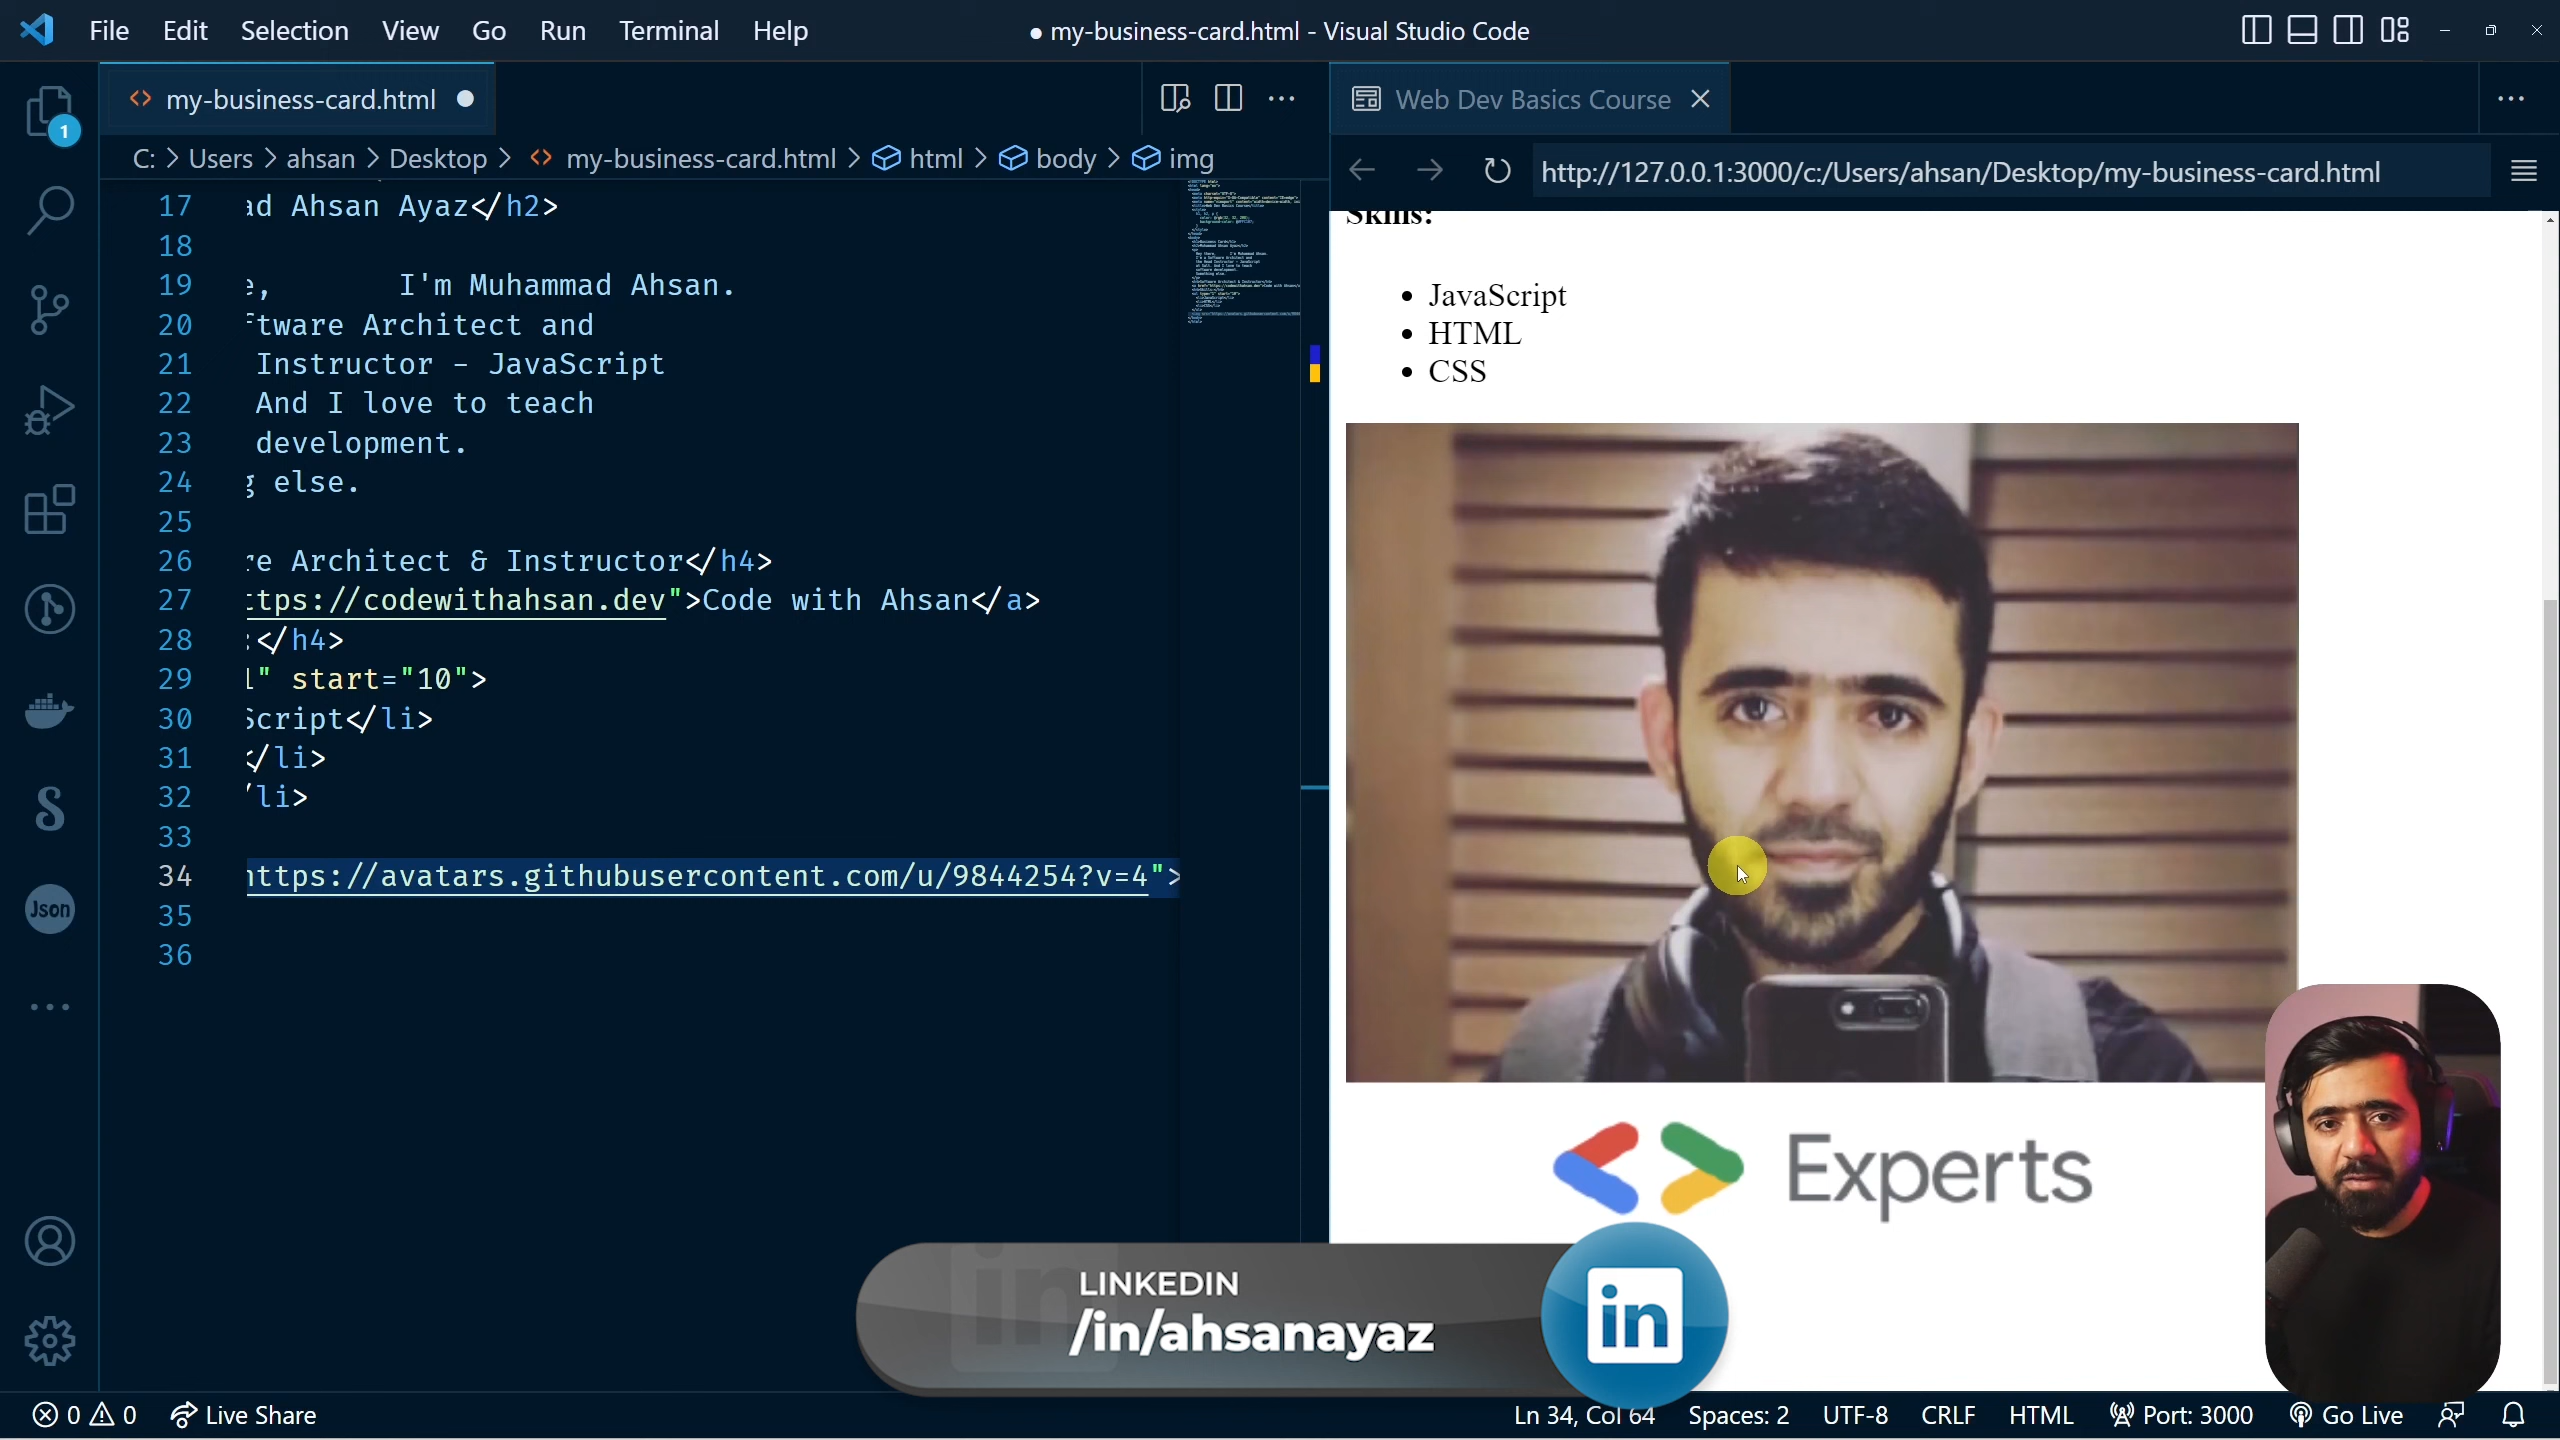 File Edit Selection View Go Run Terminal Help
● my-business-card.html - Visual Studio Code
my-business-card.html
Web Dev Basics Course
1
C: > Users > ahsan > Desktop > my-business-card.html > html > body > img
http://127.0.0.1:3000/c:/Users/ahsan/Desktop/my-business-card.html
17 ad Ahsan Ayaz</h2>
18
19 e, I'm Muhammad Ahsan.
20 ftware Architect and
21 Instructor - JavaScript
22 And I love to teach
23 development.
24 g else.
25
26 re Architect & Instructor</h4>
27 ttps://codewithahsan.dev">Code with Ahsan</a>
28 :</h4>
29 1" start="10">
30 Script</li>
31 </li>
32 /li>
33
34 https://avatars.githubusercontent.com/u/9844254?v=4">
35
36
Json
Skills:
• JavaScript
• HTML
• CSS
Experts
LINKEDIN
/in/ahsanayaz
in
0 0 Live Share
Ln 34, Col 64 Spaces: 2 UTF-8 CRLF HTML Port: 3000 Go Live